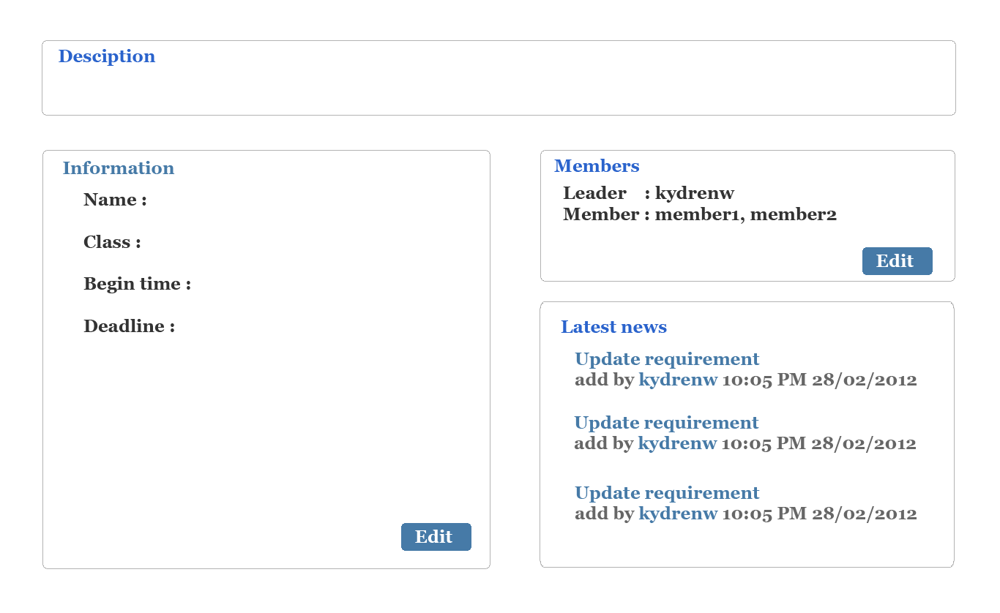 Desciption
Information
Name :
Class :
Begin time :
Deadline :
Edit
Members
Leader : kydrenw
Member : member1, member2
Edit
Latest news
Update requirement
add by kydrenw 10:05 PM 28/02/2012
Update requirement
add by kydrenw 10:05 PM 28/02/2012
Update requirement
add by kydrenw 10:05 PM 28/02/2012